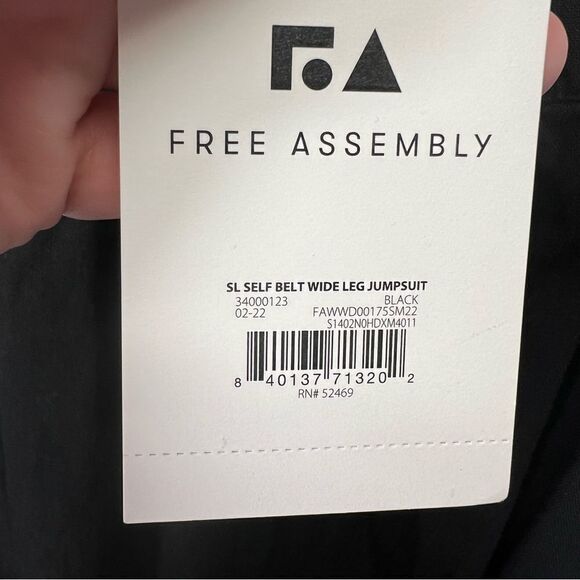 FREE ASSEMBLY
SL SELF BELT WIDE LEG JUMPSUIT
34000123 BLACK
02-22 FAWWD00175SM22
S1402N0HDXM4011
8 40137 71320 2
RN# 52469